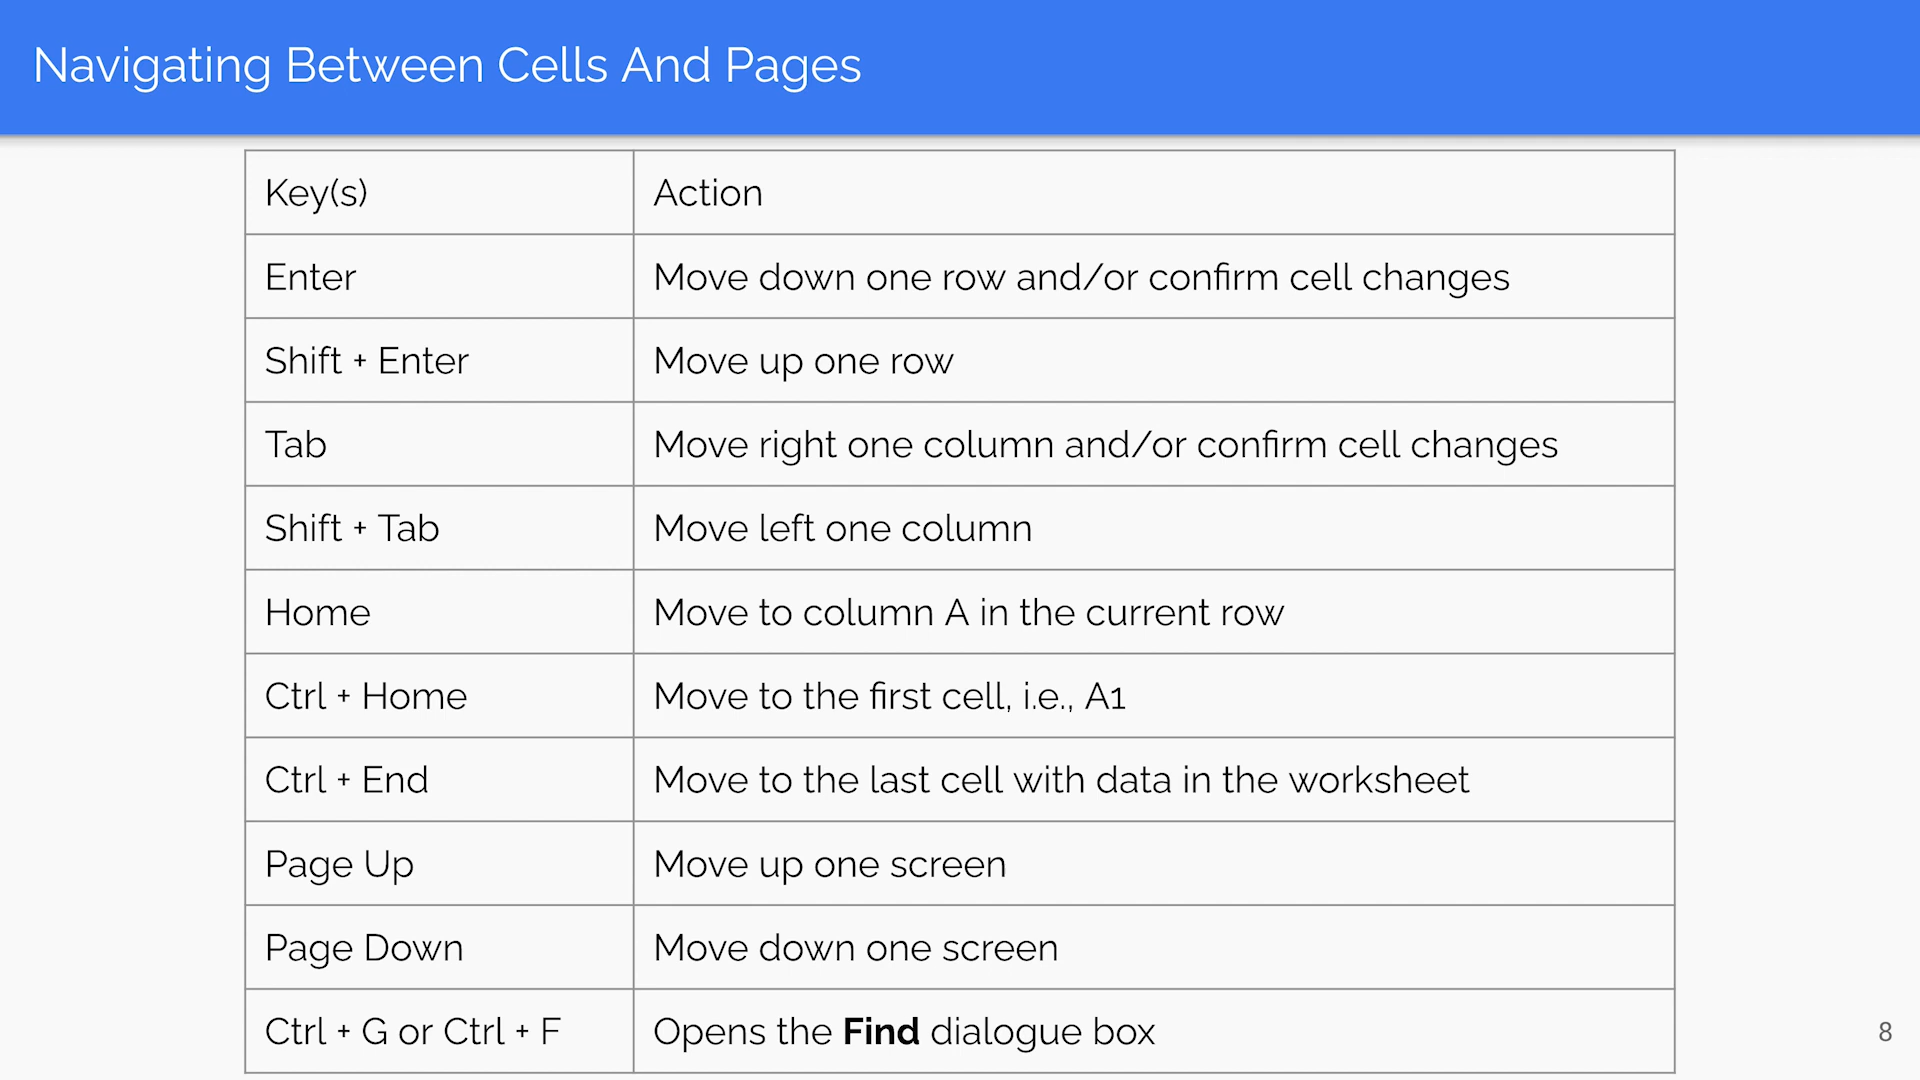 Navigating Between Cells And Pages
Key(s) Action
Enter Move down one row and/or confirm cell changes
Shift + Enter Move up one row
Tab Move right one column and/or confirm cell changes
Shift + Tab Move left one column
Home Move to column A in the current row
Ctrl + Home Move to the first cell, i.e., A1
Ctrl + End Move to the last cell with data in the worksheet
Page Up Move up one screen
Page Down Move down one screen
Ctrl + G or Ctrl + F Opens the Find dialogue box
8